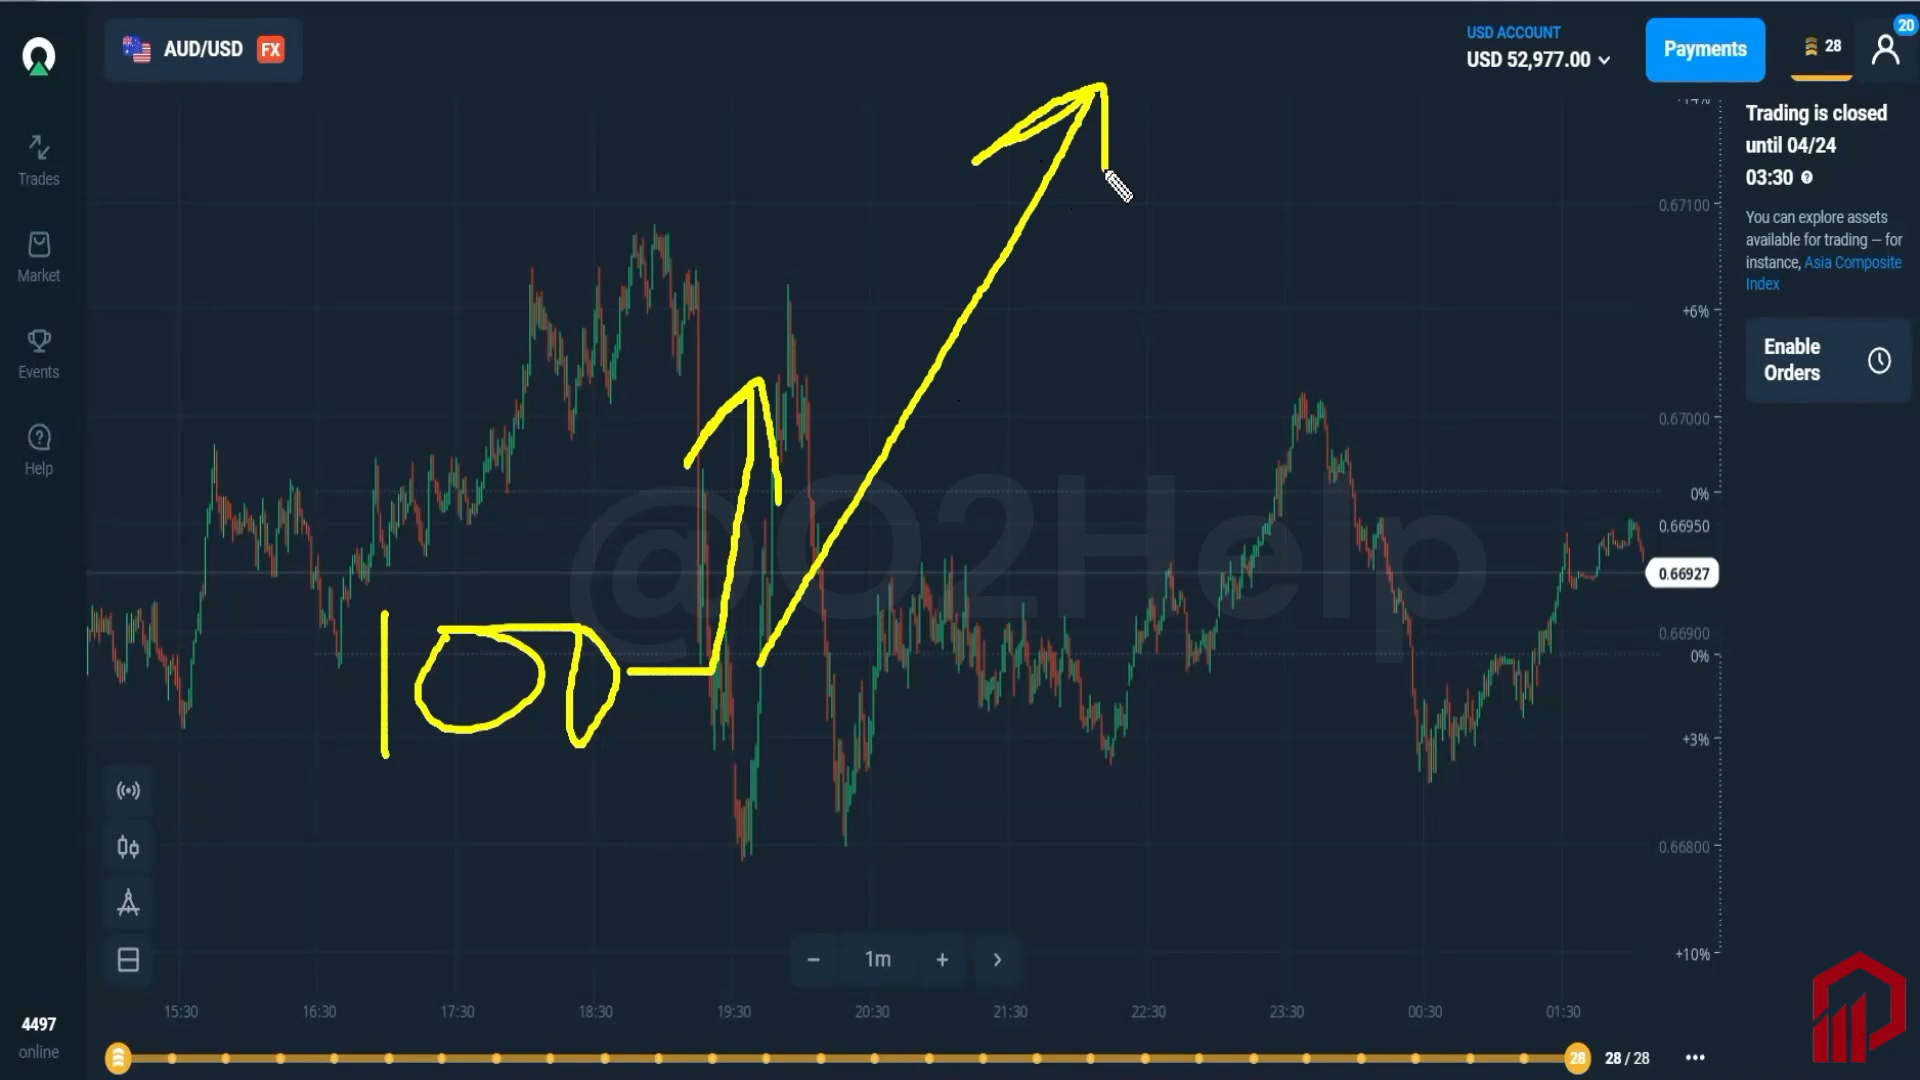 AUD/USD FX
USD ACCOUNT
USD 52,977.00
Payments
28
20
Trades
Market
Events
Help
Trading is closed
until 04/24
03:30
You can explore assets
available for trading – for
instance, Asia Composite
Index
Enable
Orders
+14%
0.67100
+6%
0.67000
0%
0.66950
0.66927
0.66900
0%
+3%
0.66800
+10%
@O2Help
100
1m
15:30 16:30 17:30 18:30 19:30 20:30 21:30 22:30 23:30 00:30 01:30
4497
online
28
28 / 28